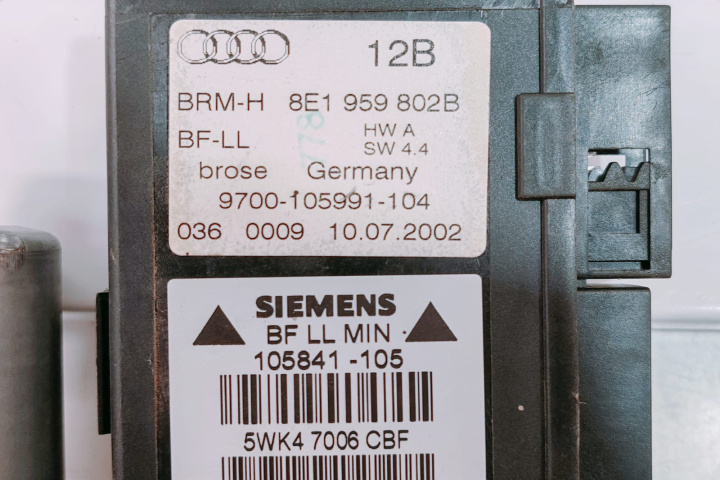 12B
BRM-H 8E1 959 802B
BF-LL HW A
SW 4.4
brose Germany
9700-105991-104
036 0009 10.07.2002
SIEMENS
BF LL MIN
105841-105
5WK4 7006 CBF